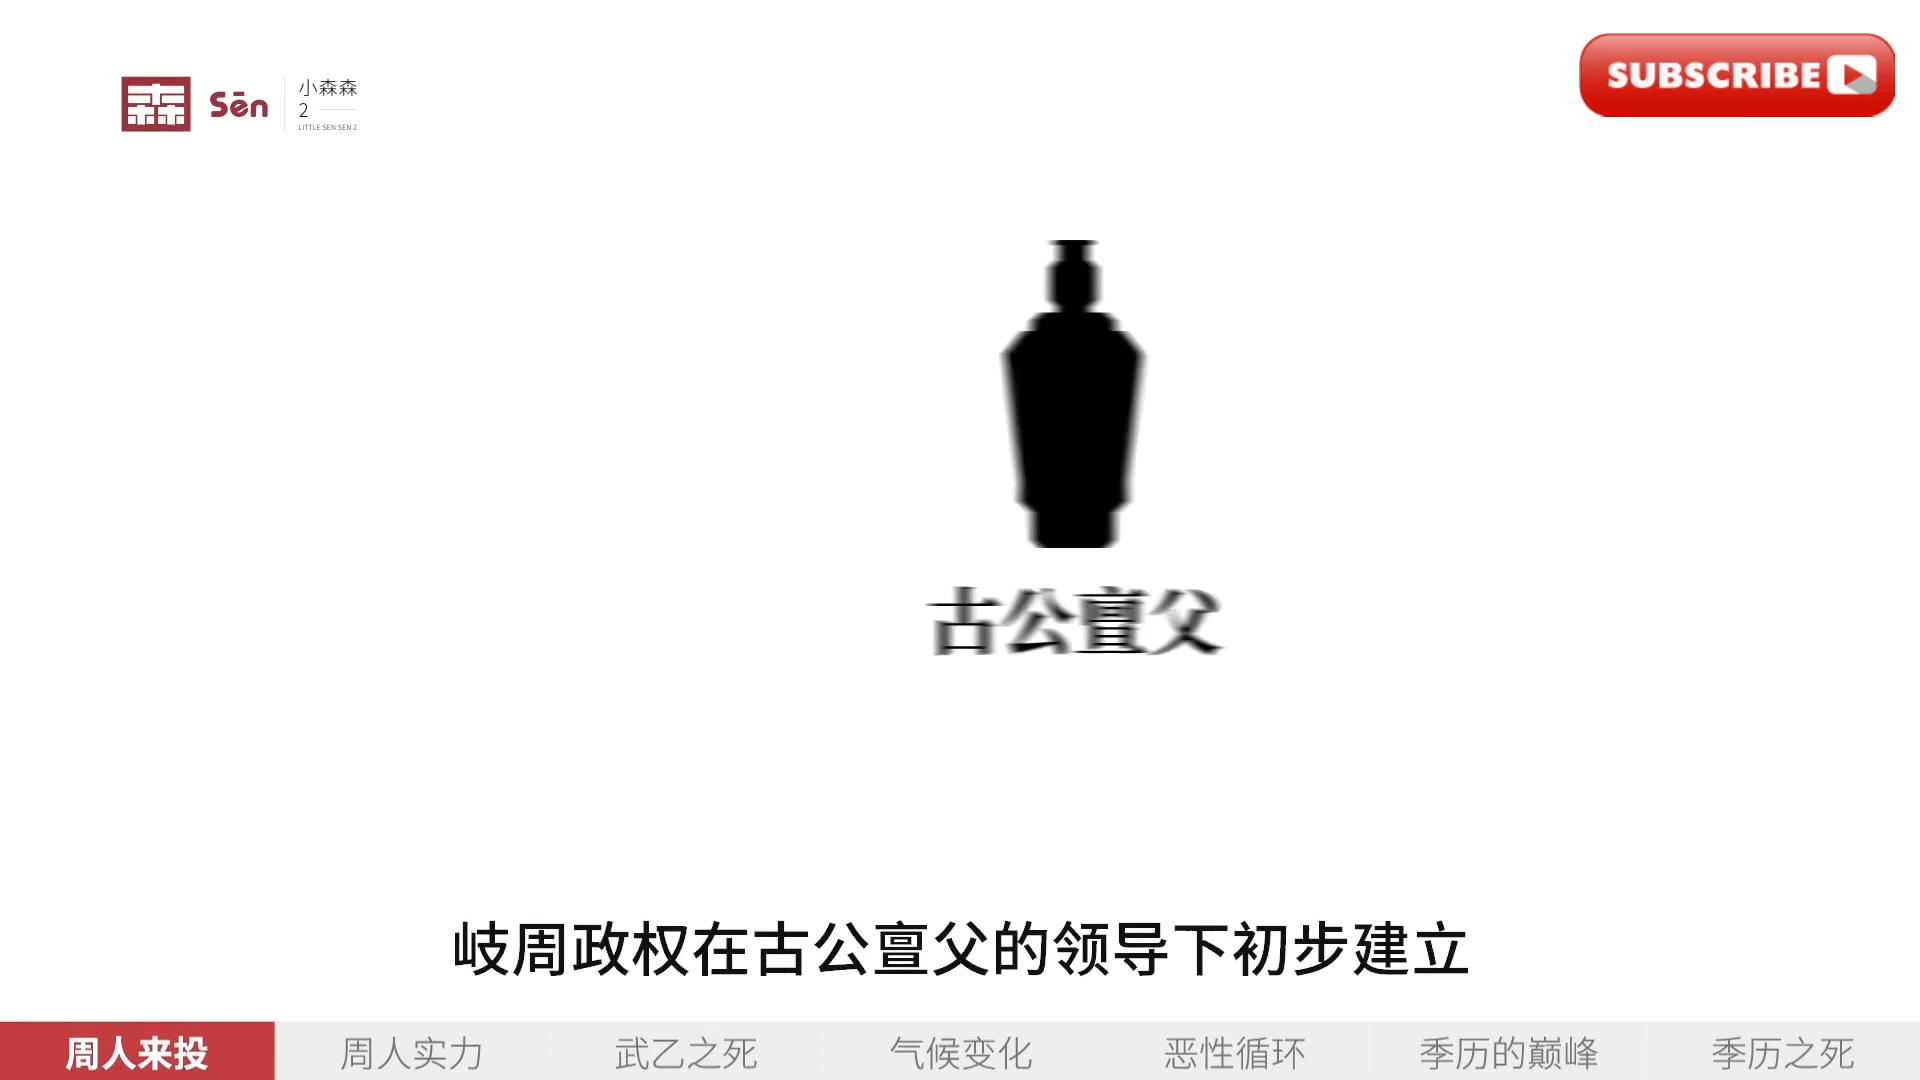 Sēn
小森森
2
LITTLE SEN SEN 2
SUBSCRIBE
古公亶父
岐周政权在古公亶父的领导下初步建立
周人来投
周人实力
武乙之死
气候变化
恶性循环
季历的巅峰
季历之死